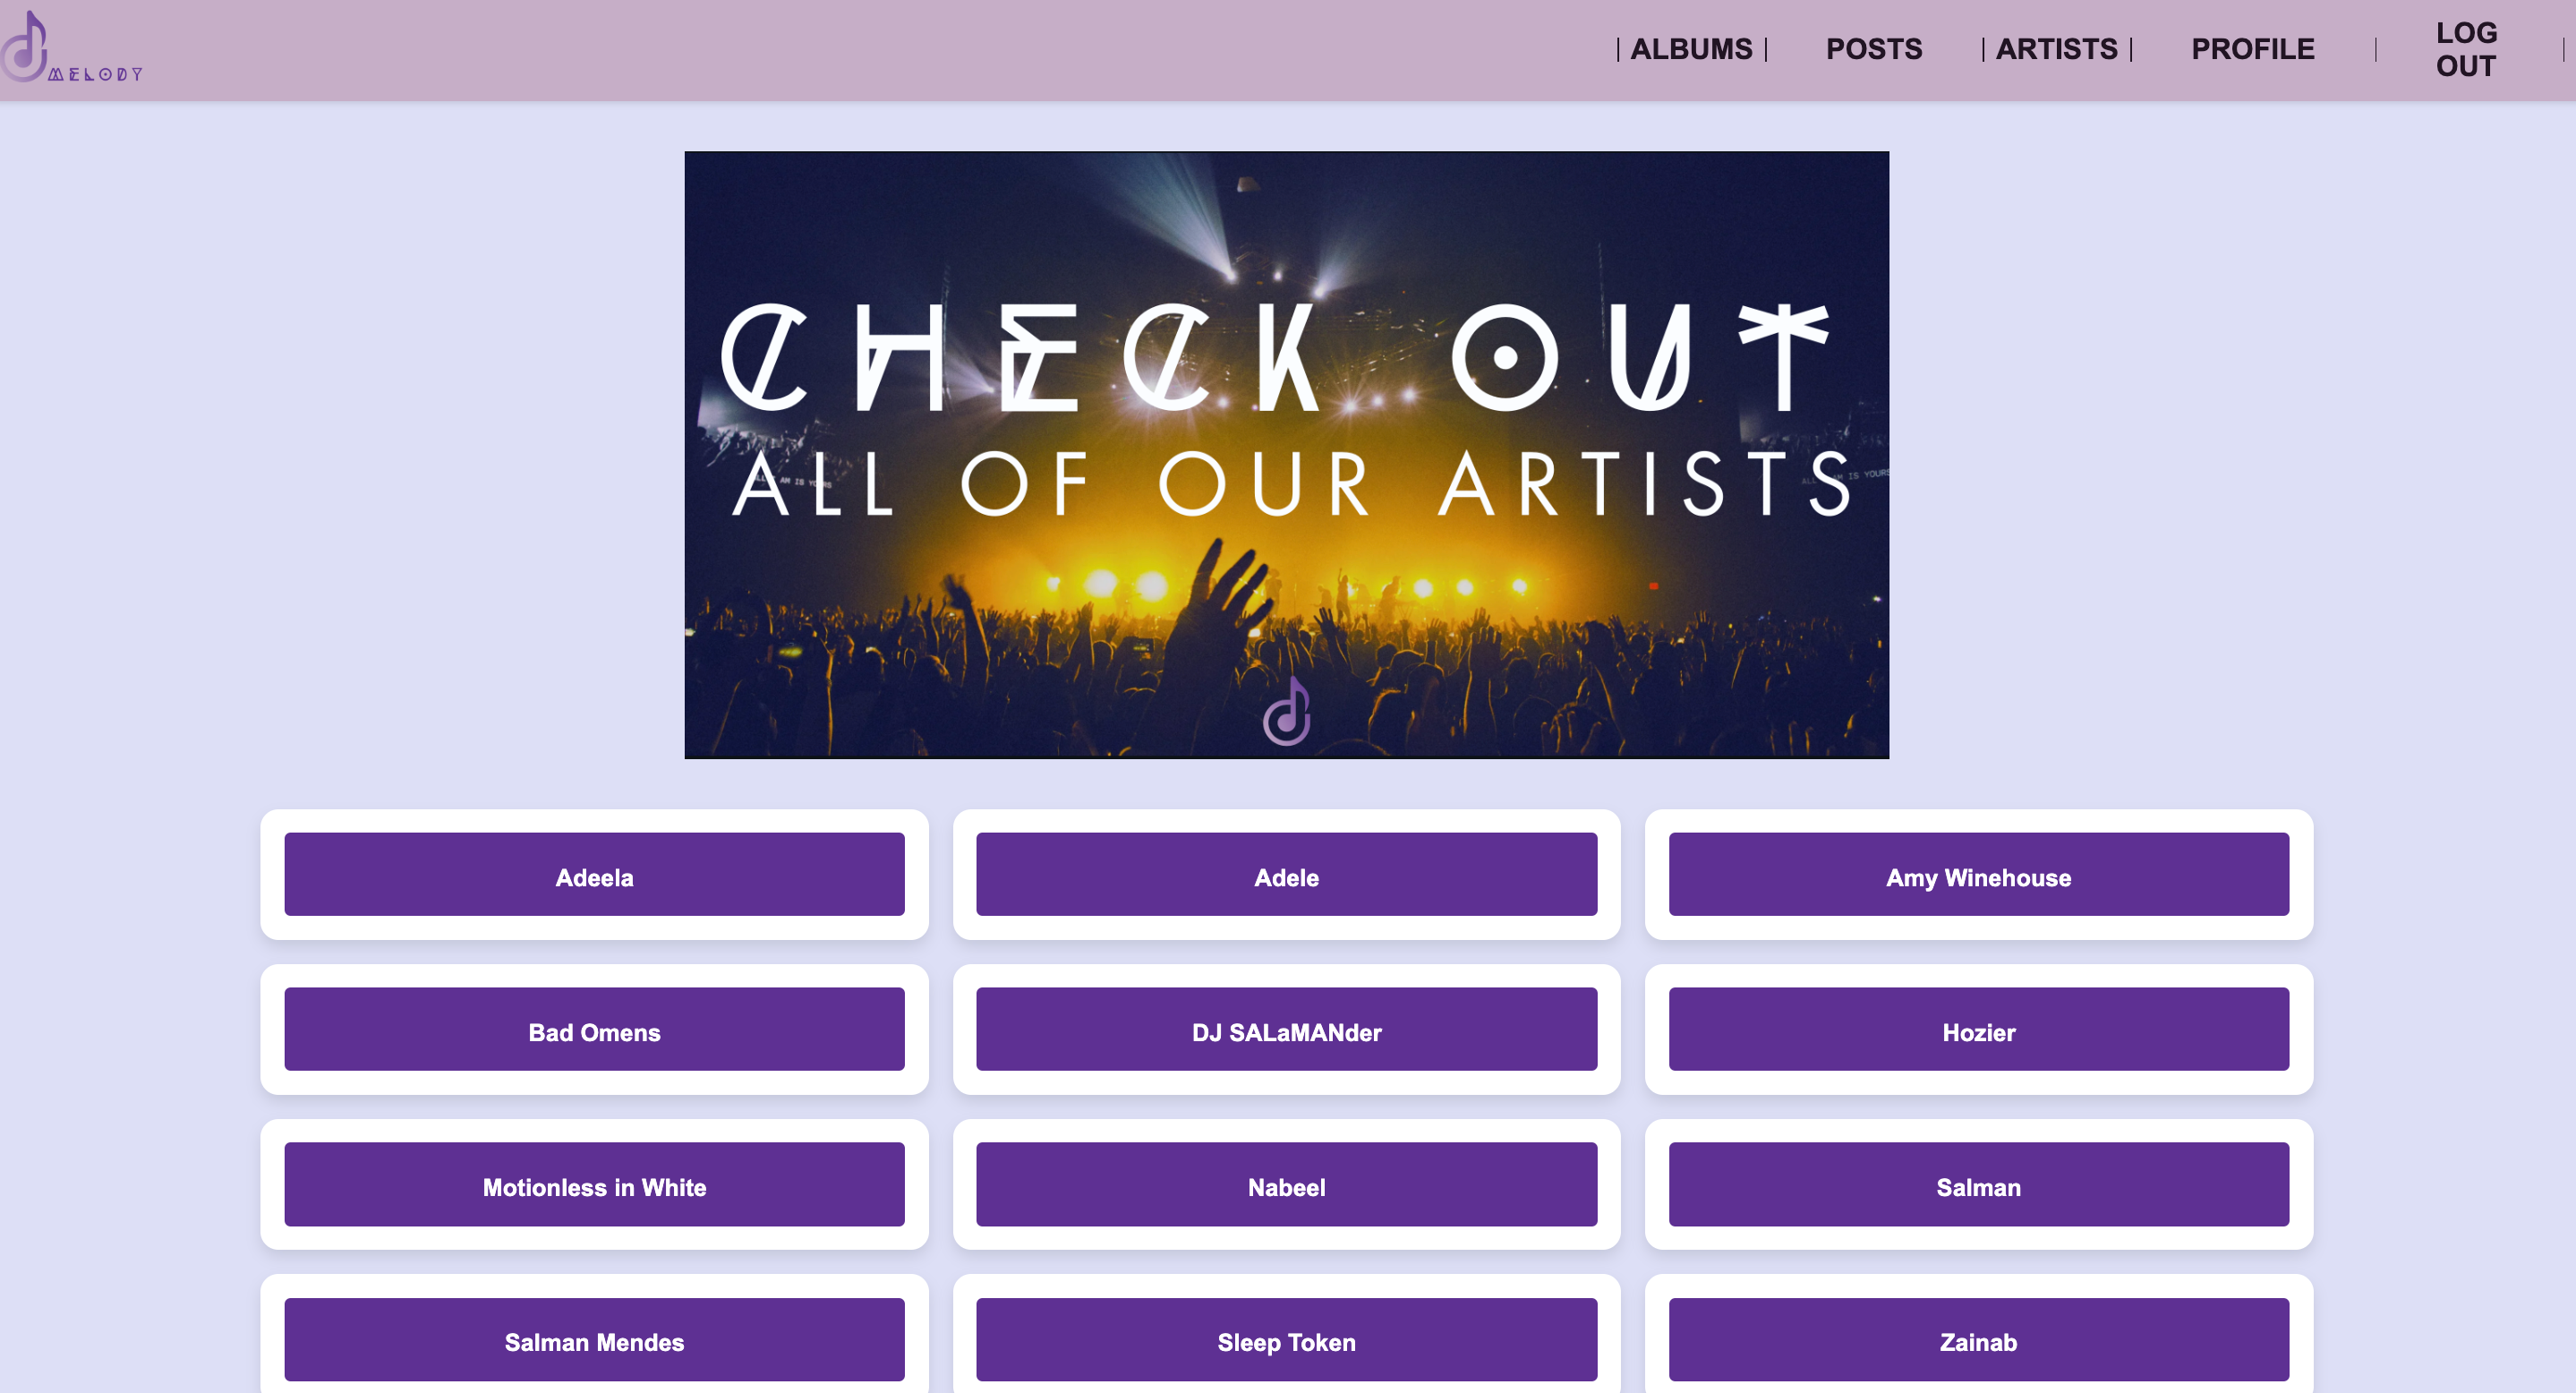 MELODY
| ALBUMS | POSTS | ARTISTS | PROFILE | LOG OUT |
CHECK OUT
ALL OF OUR ARTISTS
Adeela
Adele
Amy Winehouse
Bad Omens
DJ SALaMANder
Hozier
Motionless in White
Nabeel
Salman
Salman Mendes
Sleep Token
Zainab